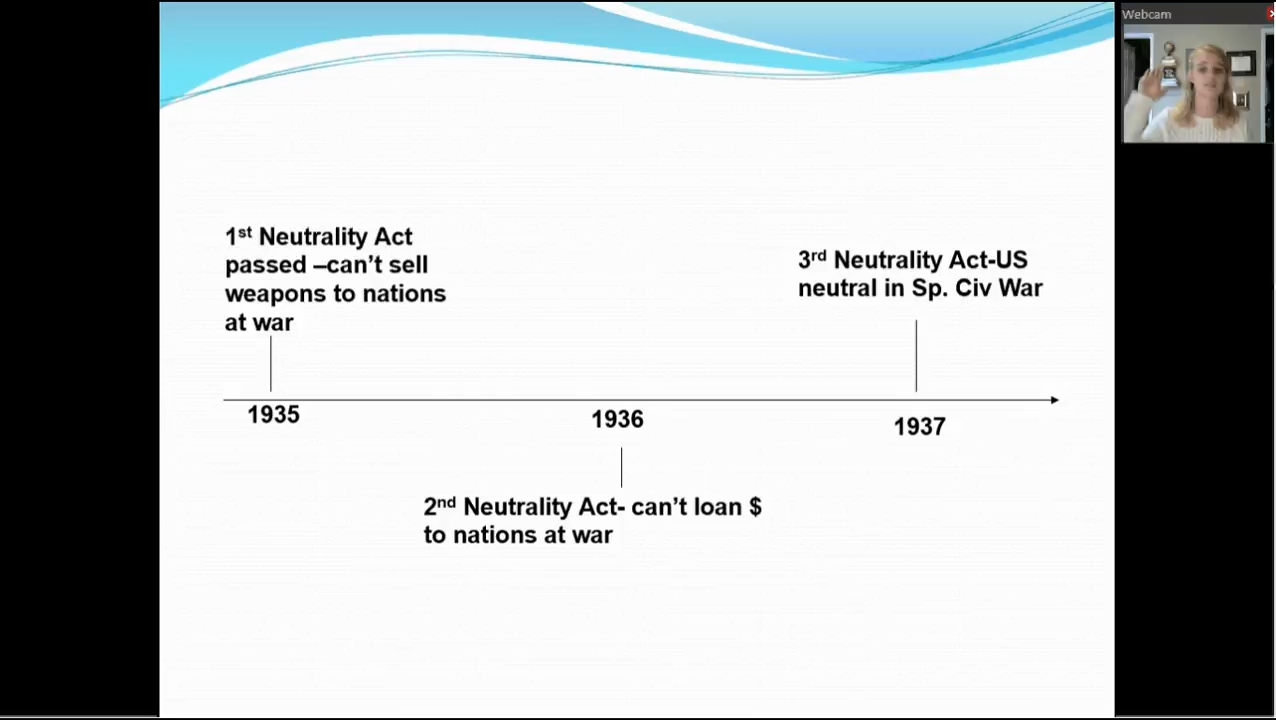 Webcam
1st Neutrality Act
passed –can't sell
weapons to nations
at war
3rd Neutrality Act-US
neutral in Sp. Civ War
1935
1936
1937
2nd Neutrality Act- can't loan $
to nations at war